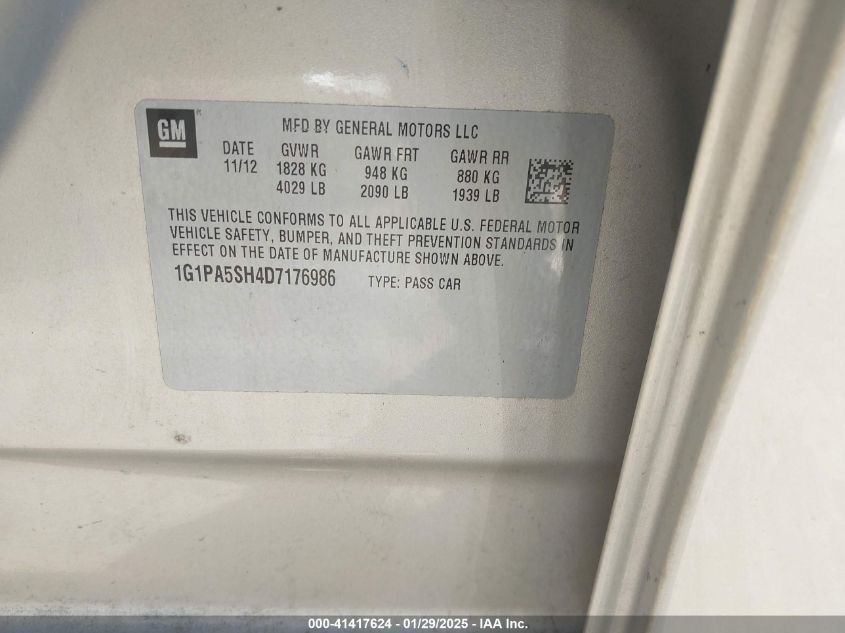 GM
MFD BY GENERAL MOTORS LLC
DATE GVWR GAWR FRT GAWR RR
11/12 1828 KG 948 KG 880 KG
4029 LB 2090 LB 1939 LB
THIS VEHICLE CONFORMS TO ALL APPLICABLE U.S. FEDERAL MOTOR
VEHICLE SAFETY, BUMPER, AND THEFT PREVENTION STANDARDS IN
EFFECT ON THE DATE OF MANUFACTURE SHOWN ABOVE.
1G1PA5SH4D7176986 TYPE: PASS CAR
000-41417624 - 01/29/2025 - IAA Inc.